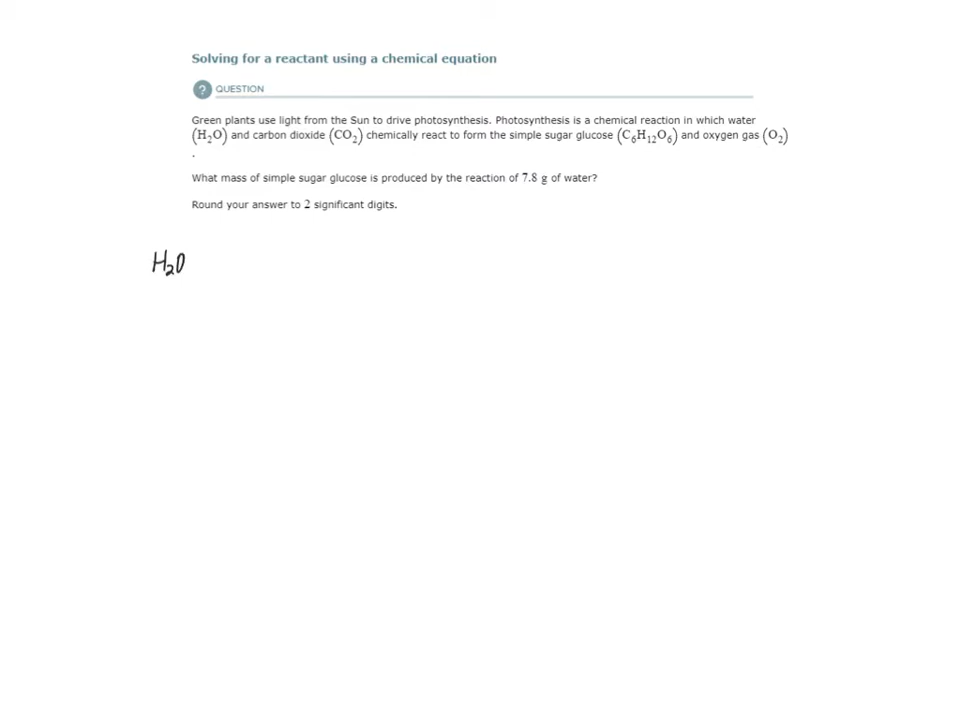 Solving for a reactant using a chemical equation
? QUESTION
Green plants use light from the Sun to drive photosynthesis. Photosynthesis is a chemical reaction in which water
(H₂O) and carbon dioxide (CO₂) chemically react to form the simple sugar glucose (C₆H₁₂O₆) and oxygen gas (O₂)
.
What mass of simple sugar glucose is produced by the reaction of 7.8 g of water?
Round your answer to 2 significant digits.
H₂O